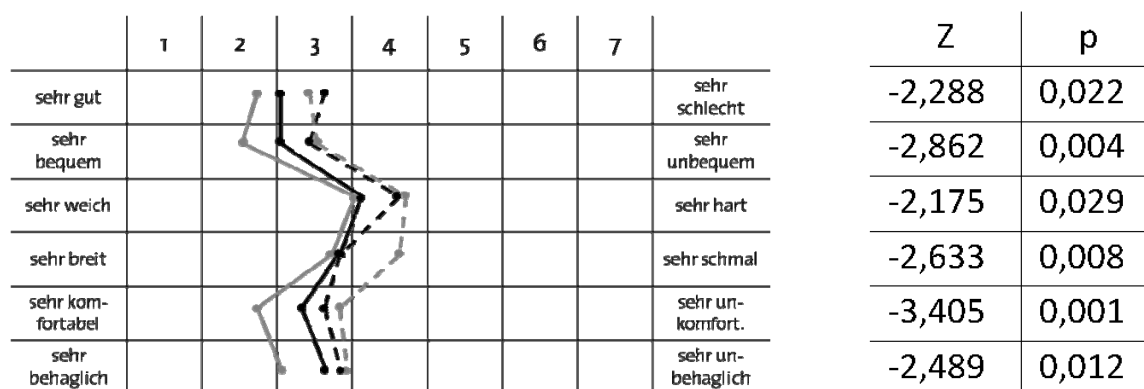 1 2 3 4 5 6 7 Z p
sehr gut sehr schlecht -2,288 0,022
sehr bequem sehr unbequem -2,862 0,004
sehr weich sehr hart -2,175 0,029
sehr breit sehr schmal -2,633 0,008
sehr kom-
fortabel sehr un-
komfort. -3,405 0,001
sehr behaglich sehr un-
behaglich -2,489 0,012